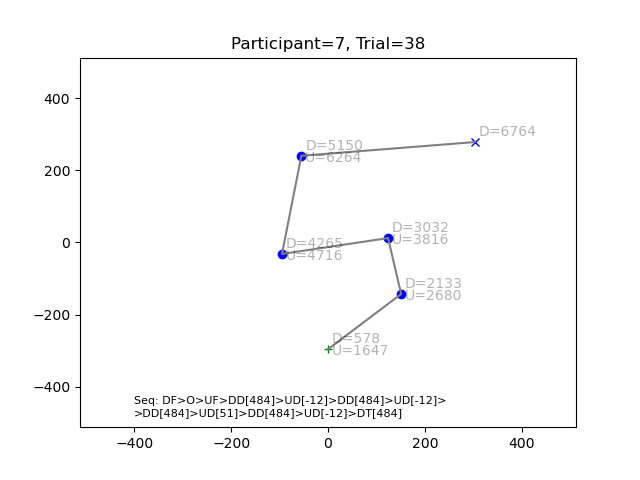 Participant=7, Trial=38
400
200
0
−200
−400
−400
−200
0
200
400
D=6764
D=5150
U=6264
D=3032
U=3816
D=4265
U=4716
D=2133
U=2680
D=578
U=1647
Seq: DF>O>UF>DD[484]>UD[-12]>DD[484]>UD[-12]>
>DD[484]>UD[51]>DD[484]>UD[-12]>DT[484]